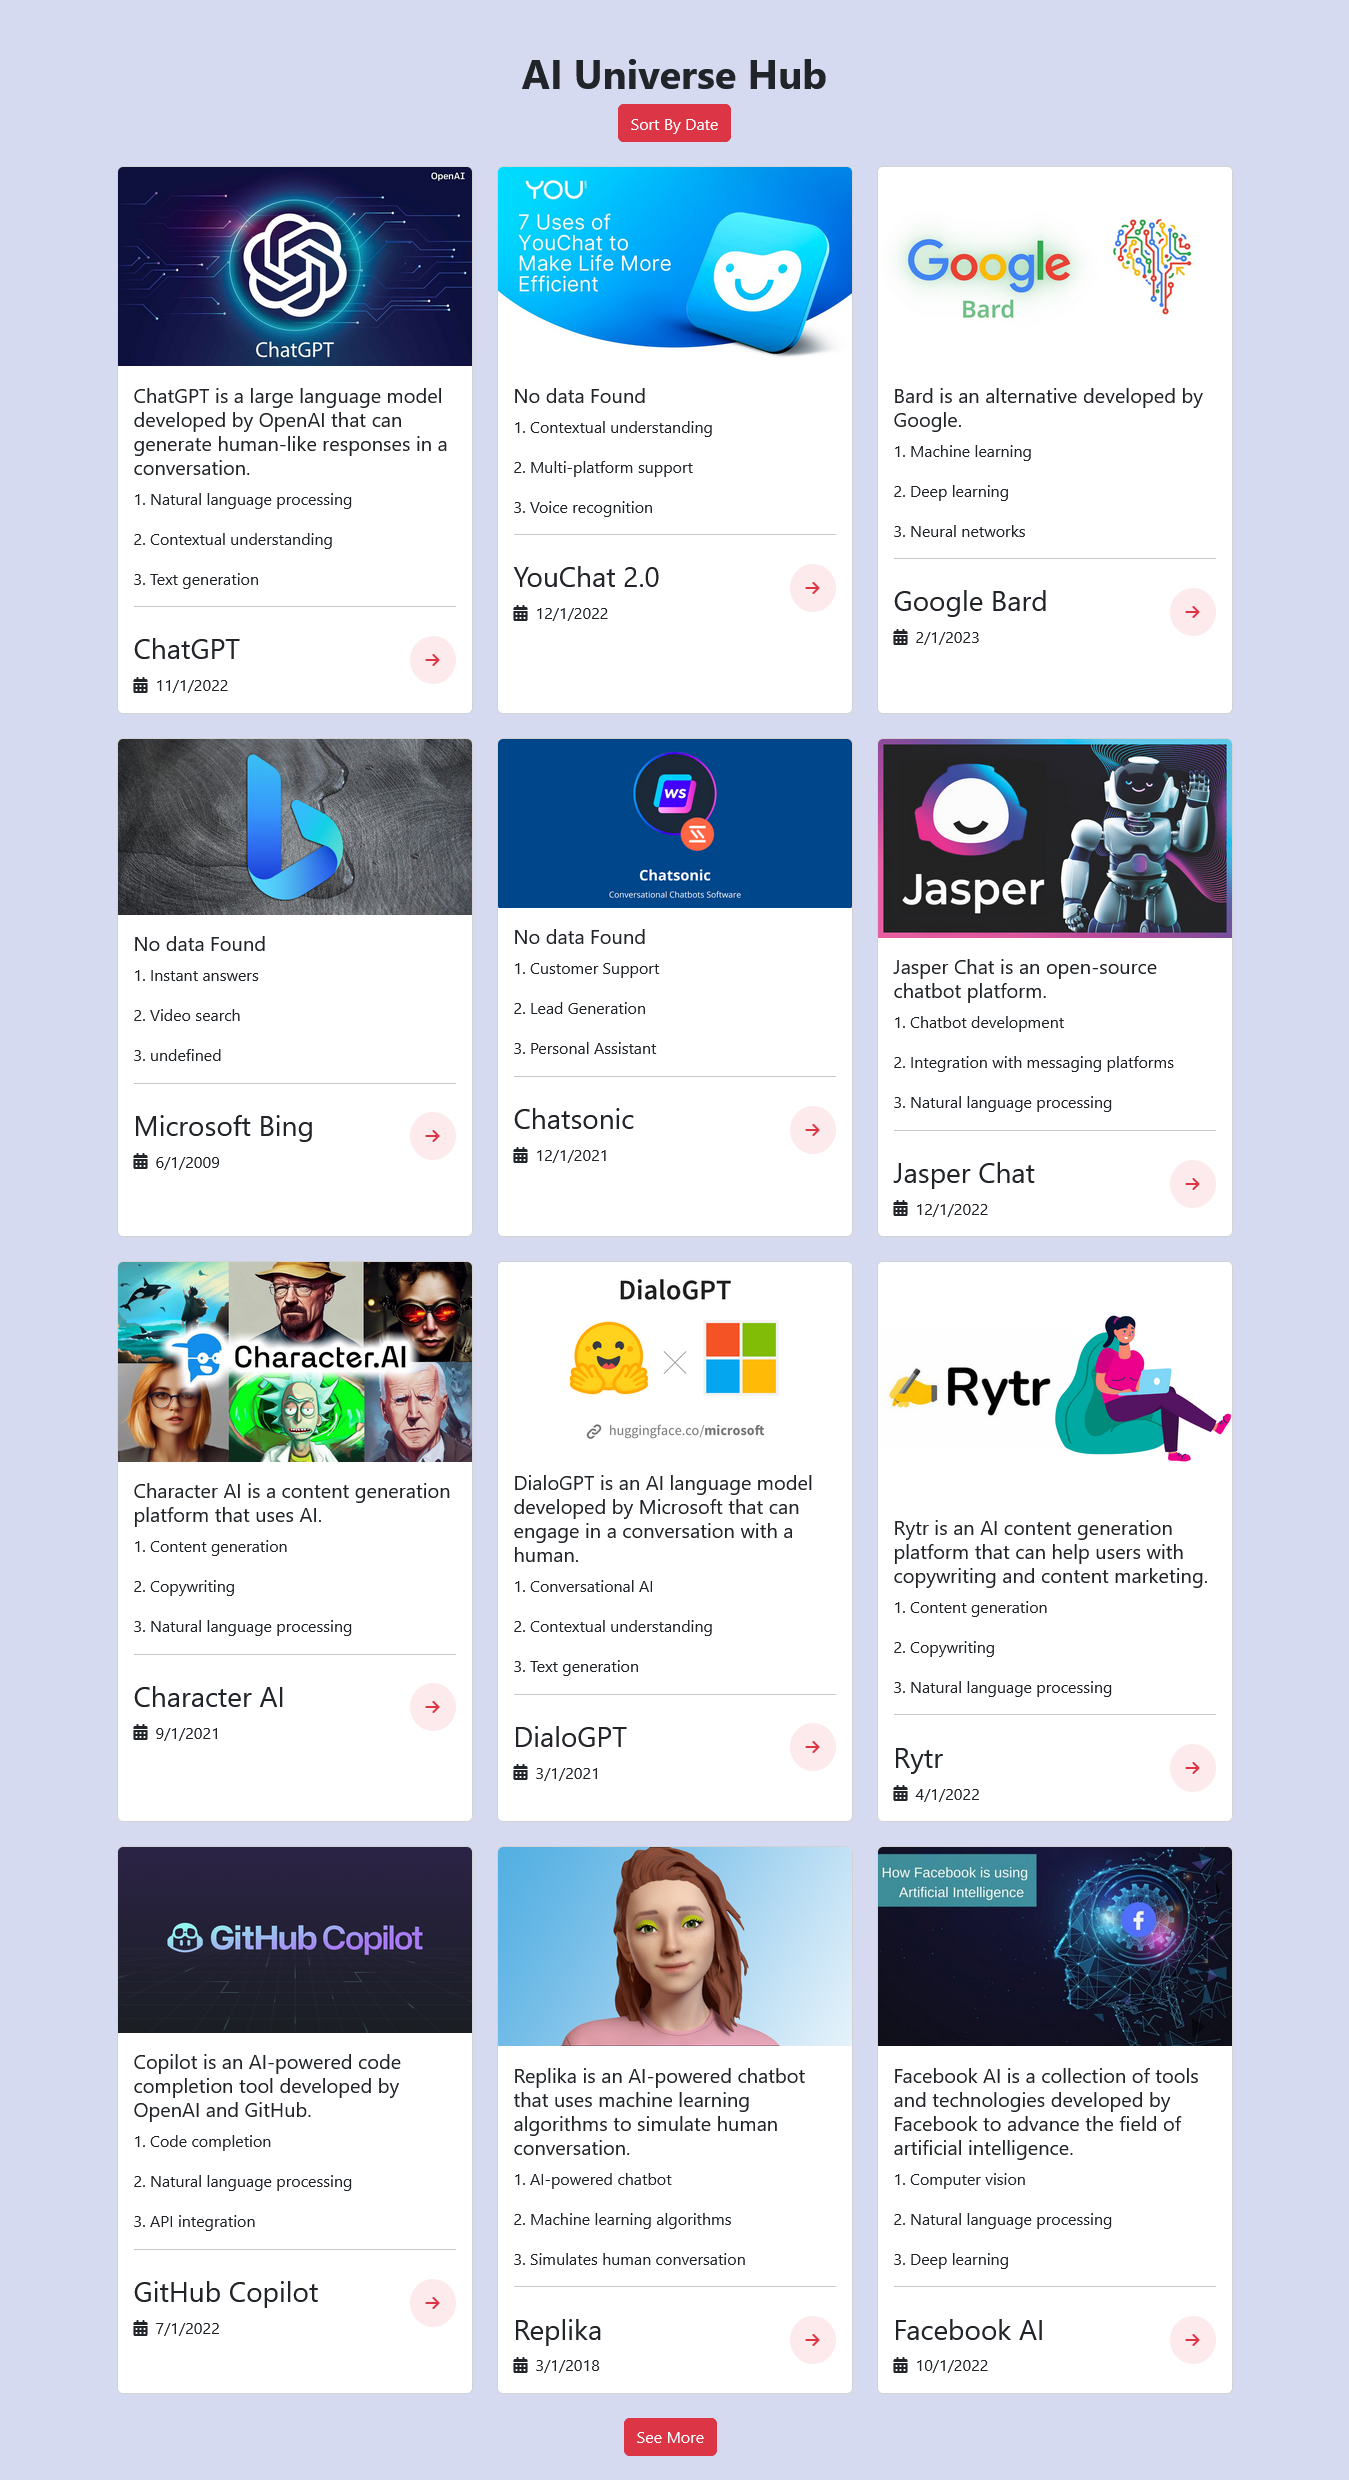 AI Universe Hub
Sort By Date
OpenAI
ChatGPT
ChatGPT is a large language model
developed by OpenAI that can
generate human-like responses in a
conversation.
1. Natural language processing
2. Contextual understanding
3. Text generation
ChatGPT
11/1/2022
YOU
7 Uses of
YouChat to
Make Life More
Efficient
No data Found
1. Contextual understanding
2. Multi-platform support
3. Voice recognition
YouChat 2.0
12/1/2022
Google
Bard
Bard is an alternative developed by
Google.
1. Machine learning
2. Deep learning
3. Neural networks
Google Bard
2/1/2023
No data Found
1. Instant answers
2. Video search
3. undefined
Microsoft Bing
6/1/2009
WS
Chatsonic
Conversational Chatbots Software
No data Found
1. Customer Support
2. Lead Generation
3. Personal Assistant
Chatsonic
12/1/2021
Jasper
Jasper Chat is an open-source
chatbot platform.
1. Chatbot development
2. Integration with messaging platforms
3. Natural language processing
Jasper Chat
12/1/2022
Character.AI
Character AI is a content generation
platform that uses AI.
1. Content generation
2. Copywriting
3. Natural language processing
Character AI
9/1/2021
DialoGPT
huggingface.co/microsoft
DialoGPT is an AI language model
developed by Microsoft that can
engage in a conversation with a
human.
1. Conversational AI
2. Contextual understanding
3. Text generation
DialoGPT
3/1/2021
Rytr
Rytr is an AI content generation
platform that can help users with
copywriting and content marketing.
1. Content generation
2. Copywriting
3. Natural language processing
Rytr
4/1/2022
GitHub Copilot
Copilot is an AI-powered code
completion tool developed by
OpenAI and GitHub.
1. Code completion
2. Natural language processing
3. API integration
GitHub Copilot
7/1/2022
Replika is an AI-powered chatbot
that uses machine learning
algorithms to simulate human
conversation.
1. AI-powered chatbot
2. Machine learning algorithms
3. Simulates human conversation
Replika
3/1/2018
How Facebook is using
Artificial Intelligence
f
Facebook AI is a collection of tools
and technologies developed by
Facebook to advance the field of
artificial intelligence.
1. Computer vision
2. Natural language processing
3. Deep learning
Facebook AI
10/1/2022
See More